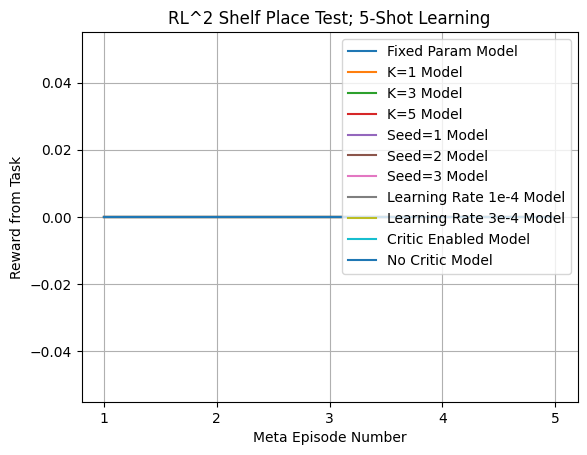 RL^2 Shelf Place Test; 5-Shot Learning
Fixed Param Model
K=1 Model
K=3 Model
K=5 Model
Seed=1 Model
Seed=2 Model
Seed=3 Model
Learning Rate 1e-4 Model
Learning Rate 3e-4 Model
Critic Enabled Model
No Critic Model
Reward from Task
0.04
0.02
0.00
−0.02
−0.04
1
2
3
4
5
Meta Episode Number